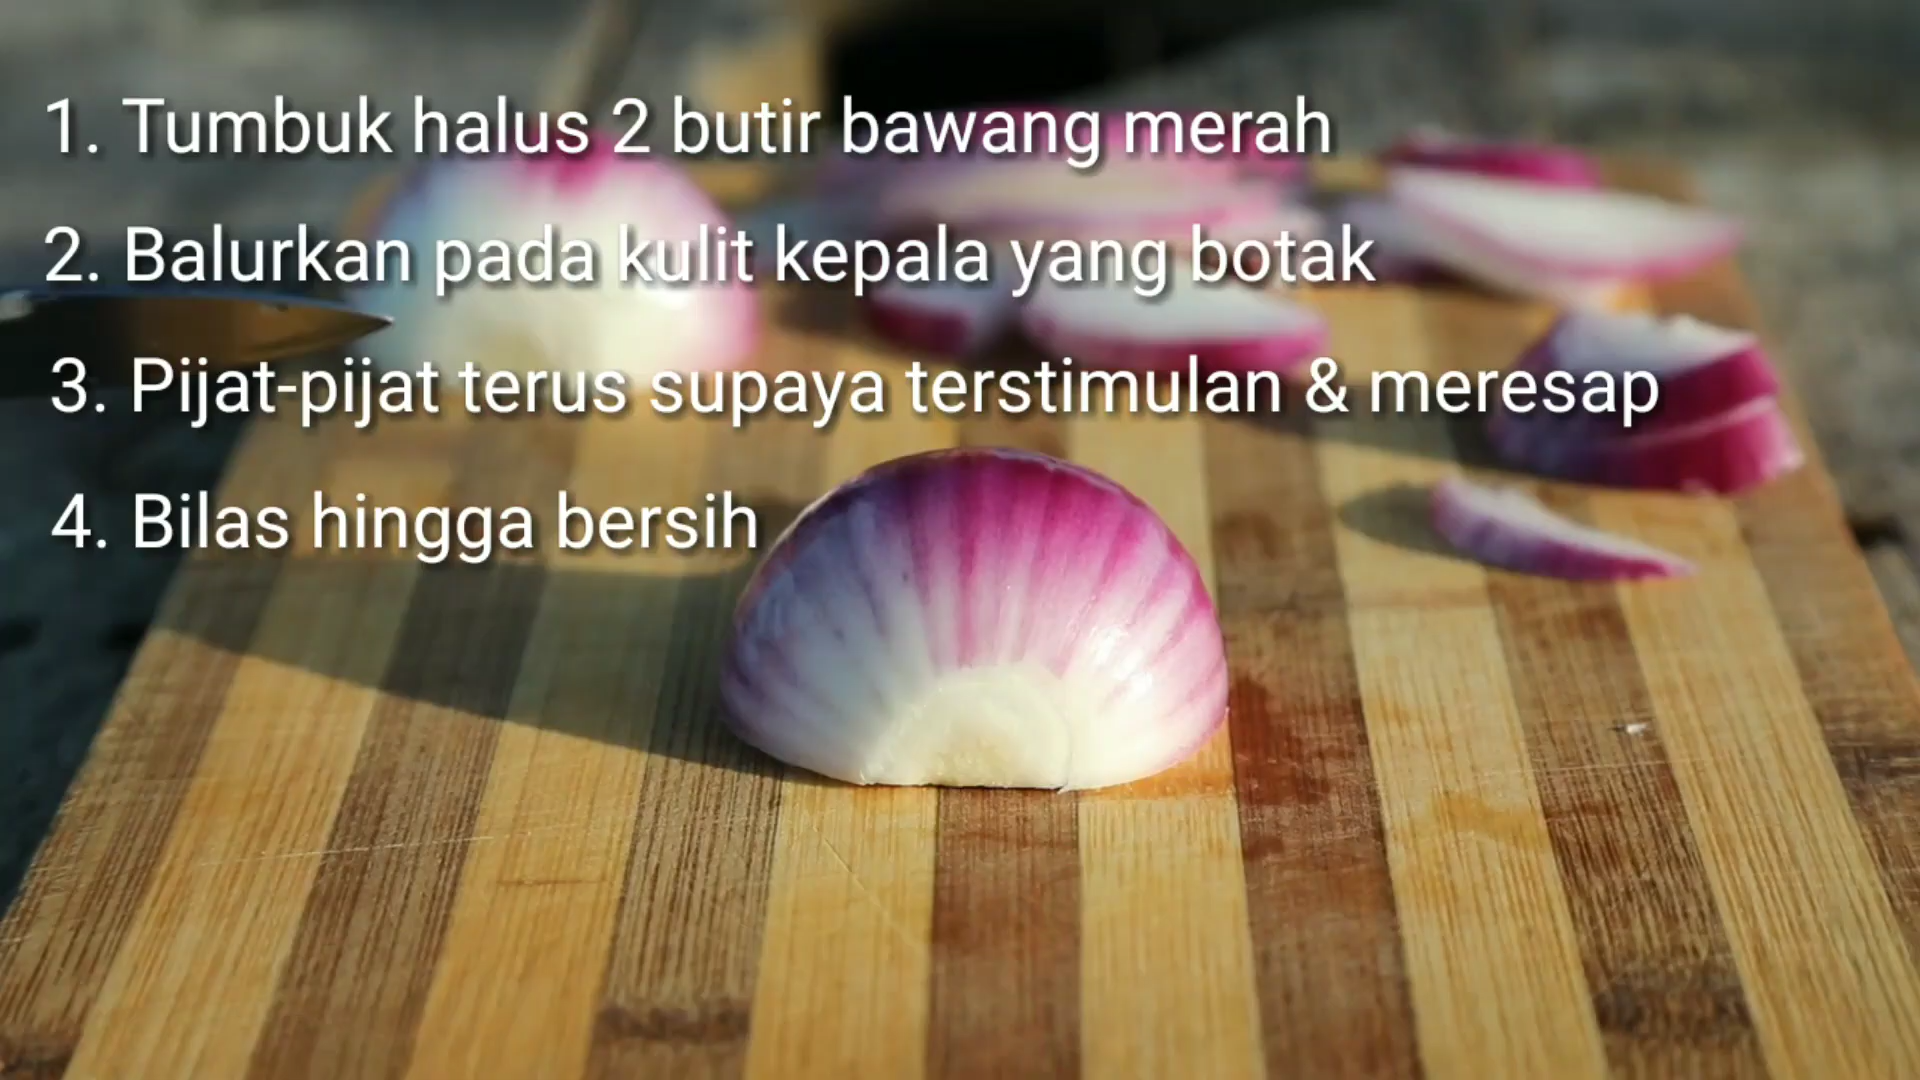 1. Tumbuk halus 2 butir bawang merah
2. Balurkan pada kulit kepala yang botak
3. Pijat-pijat terus supaya terstimulan & meresap
4. Bilas hingga bersih